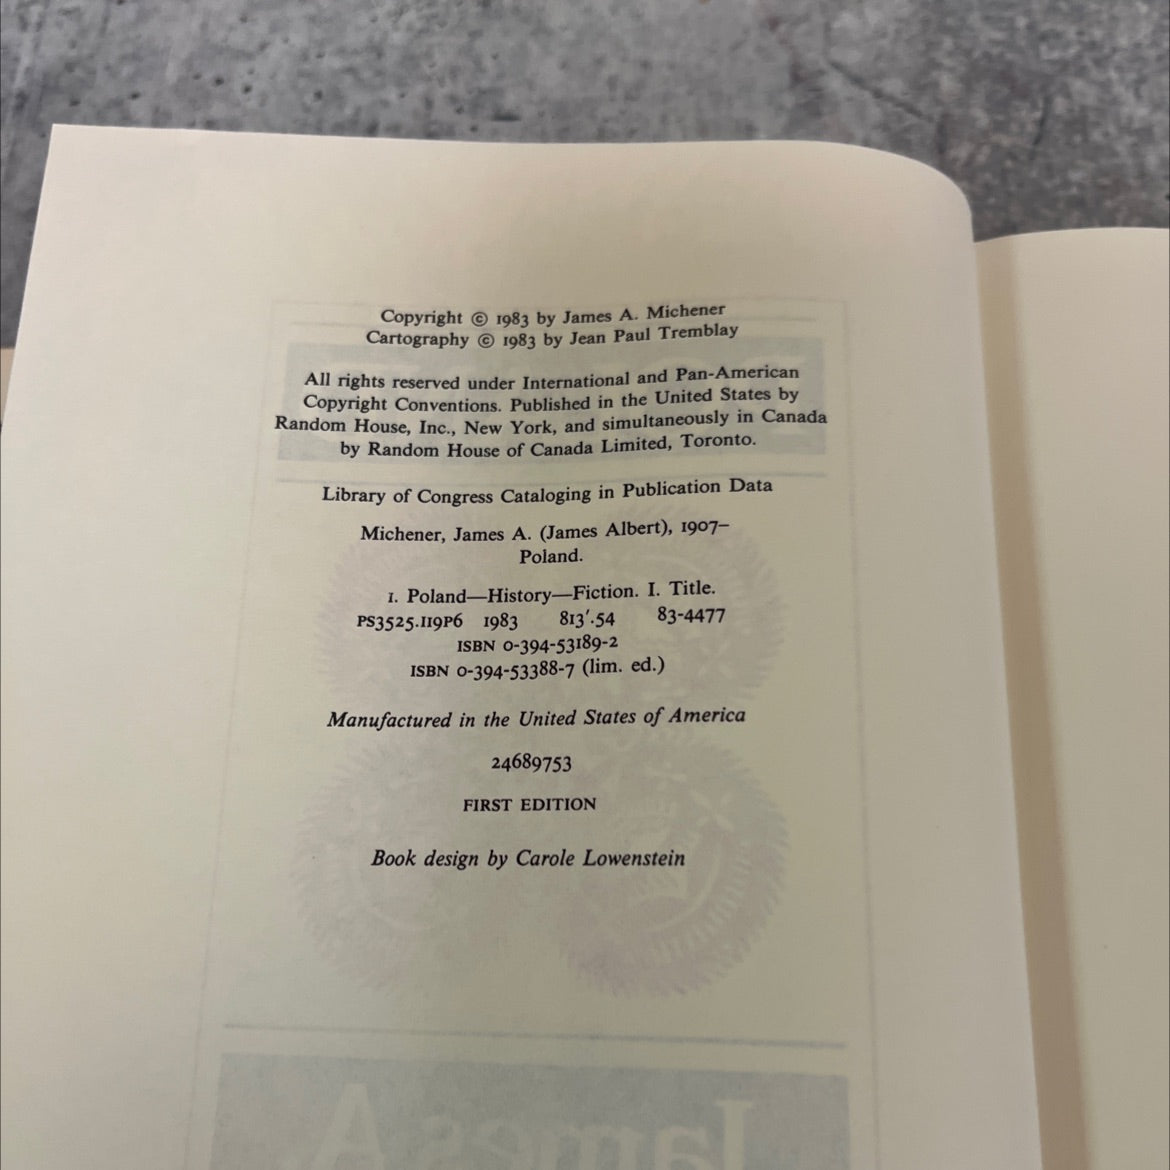 Copyright © 1983 by James A. Michener
Cartography © 1983 by Jean Paul Tremblay
All rights reserved under International and Pan-American
Copyright Conventions. Published in the United States by
Random House, Inc., New York, and simultaneously in Canada
by Random House of Canada Limited, Toronto.
Library of Congress Cataloging in Publication Data
Michener, James A. (James Albert), 1907–
Poland.
1. Poland—History—Fiction. I. Title.
PS3525.I19P6 1983 813'.54 83-4477
ISBN 0-394-53189-2
ISBN 0-394-53388-7 (lim. ed.)
Manufactured in the United States of America
24689753
FIRST EDITION
Book design by Carole Lowenstein
James A.